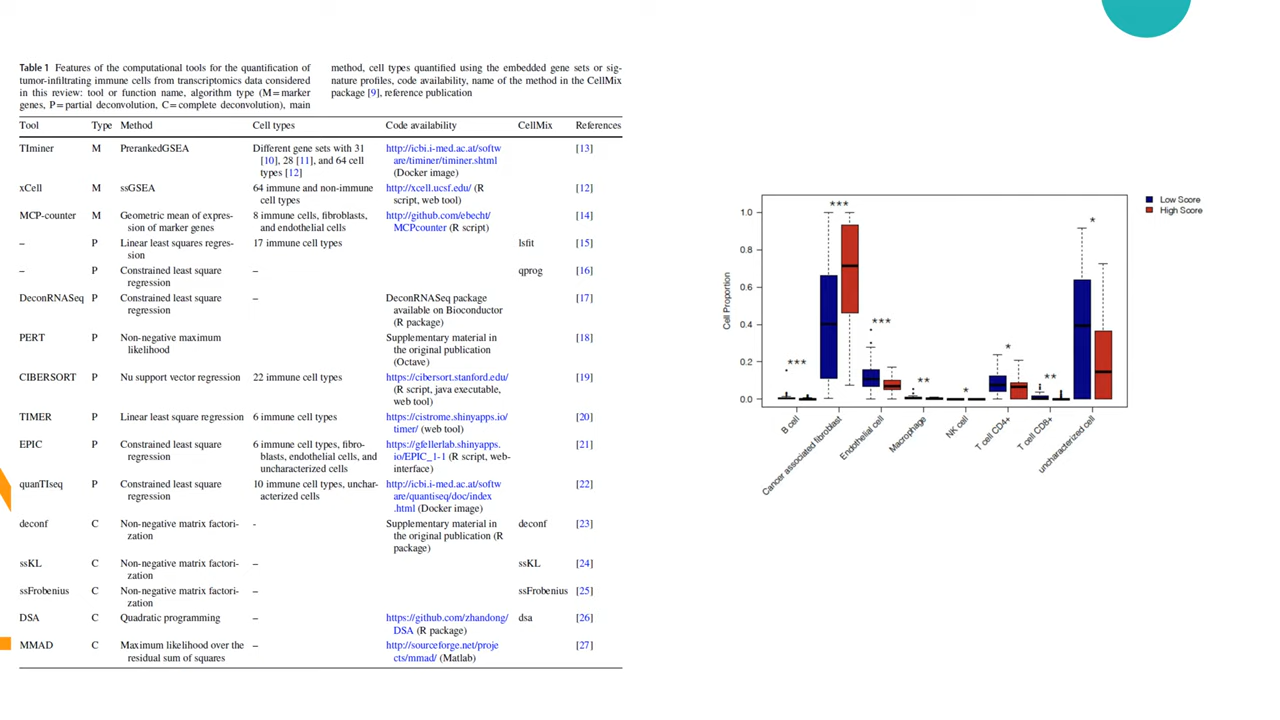 Table 1 Features of the computational tools for the quantification of
tumor-infiltrating immune cells from transcriptomics data considered
in this review: tool or function name, algorithm type (M = marker
genes, P = partial deconvolution, C = complete deconvolution), main
method, cell types quantified using the embedded gene sets or sig-
nature profiles, code availability, name of the method in the CellMix
package [9], reference publication
Tool Type Method Cell types Code availability CellMix References
TIminer M PrerankedGSEA Different gene sets with 31 http://icbi.i-med.ac.at/softw [13]
[10], 28 [11], and 64 cell are/timiner/timiner.shtml
types [12] (Docker image)
xCell M ssGSEA 64 immune and non-immune http://xcell.ucsf.edu/ (R [12]
cell types script, web tool)
MCP-counter M Geometric mean of expres- 8 immune cells, fibroblasts, http://github.com/ebecht/ [14]
sion of marker genes and endothelial cells MCPcounter (R script)
– P Linear least squares regres- 17 immune cell types lsfit [15]
sion
– P Constrained least square – qprog [16]
regression
DeconRNASeq P Constrained least square – DeconRNASeq package [17]
regression available on Bioconductor
(R package)
PERT P Non-negative maximum Supplementary material in [18]
likelihood the original publication
(Octave)
CIBERSORT P Nu support vector regression 22 immune cell types https://cibersort.stanford.edu/ [19]
(R script, java executable,
web tool)
TIMER P Linear least square regression 6 immune cell types https://cistrome.shinyapps.io/ [20]
timer/ (web tool)
EPIC P Constrained least square 6 immune cell types, fibro- https://gfellerlab.shinyapps. [21]
regression blasts, endothelial cells, and io/EPIC_1-1 (R script, web-
uncharacterized cells interface)
quanTIseq P Constrained least square 10 immune cell types, unchar- http://icbi.i-med.ac.at/softw [22]
regression acterized cells are/quantiseq/doc/index
.html (Docker image)
deconf C Non-negative matrix factori- - Supplementary material in deconf [23]
zation the original publication (R
package)
ssKL C Non-negative matrix factori- – ssKL [24]
zation
ssFrobenius C Non-negative matrix factori- – ssFrobenius [25]
zation
DSA C Quadratic programming – https://github.com/zhandong/ dsa [26]
DSA (R package)
MMAD C Maximum likelihood over the – http://sourceforge.net/proje [27]
residual sum of squares cts/mmad/ (Matlab)
Low Score
High Score
Cell Proportion
1.0
0.8
0.6
0.4
0.2
0.0
***
***
***
**
*
*
**
*
B cell
Cancer associated fibroblast
Endothelial cell
Macrophage
NK cell
T cell CD4+
T cell CD8+
uncharacterized cell